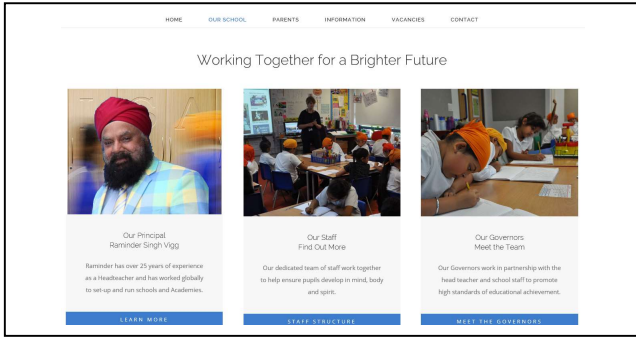 HOME OUR SCHOOL PARENTS INFORMATION VACANCIES CONTACT
Working Together for a Brighter Future
Our Principal
Raminder Singh Vigg
Raminder has over 25 years of experience
as a Headteacher and has worked globally
to set-up and run schools and Academies.
LEARN MORE
Our Staff
Find Out More
Our dedicated team of staff work together
to help ensure pupils develop in mind, body
and spirit.
STAFF STRUCTURE
Our Governors
Meet the Team
Our Governors work in partnership with the
head teacher and school staff to promote
high standards of educational achievement.
MEET THE GOVERNORS